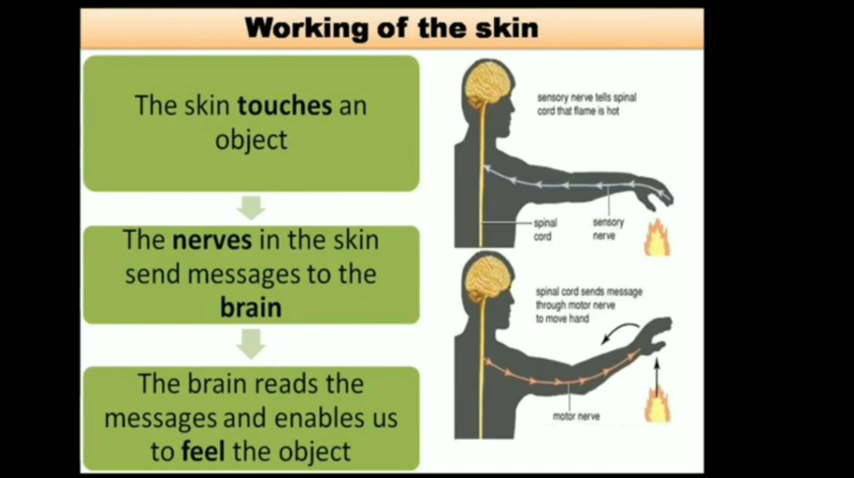 Working of the skin
The skin touches an
object
The nerves in the skin
send messages to the
brain
The brain reads the
messages and enables us
to feel the object
sensory nerve tells spinal
cord that flame is hot
spinal
cord
sensory
nerve
spinal cord sends message
through motor nerve
to move hand
motor nerve